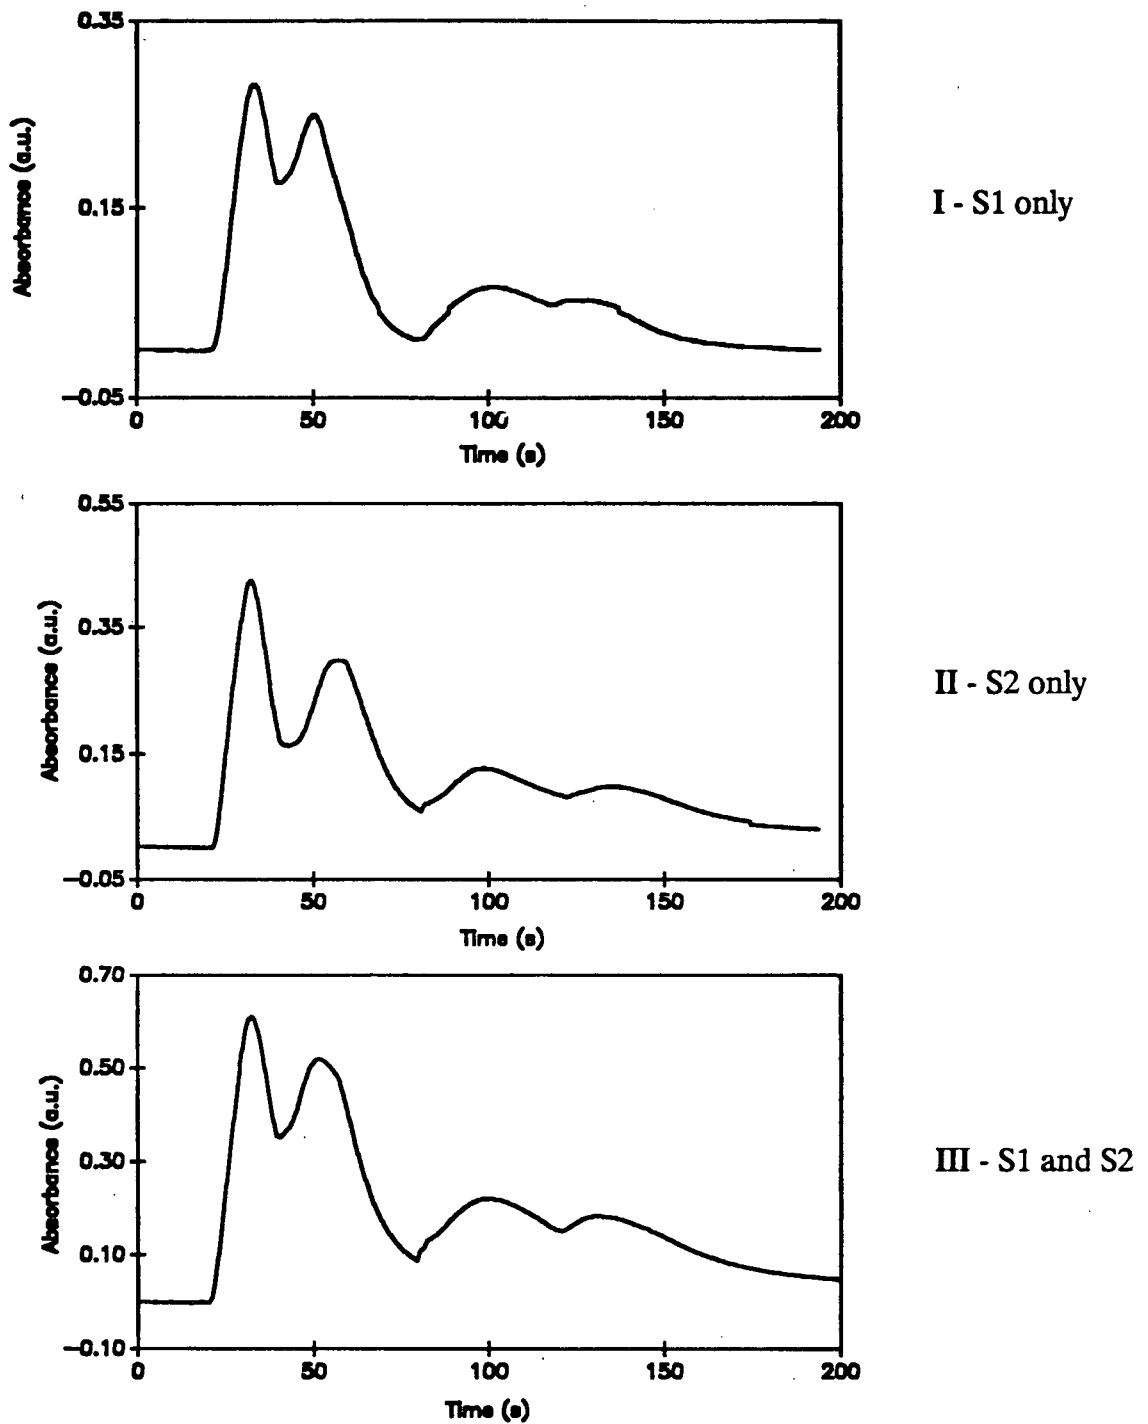 0.35
0.15
−0.05
Absorbance (a.u.)
0 50 100 150 200
Time (s)
I - S1 only
0.55
0.35
0.15
−0.05
Absorbance (a.u.)
0 50 100 150 200
Time (s)
II - S2 only
0.70
0.50
0.30
0.10
−0.10
Absorbance (a.u.)
0 50 100 150 200
Time (s)
III - S1 and S2